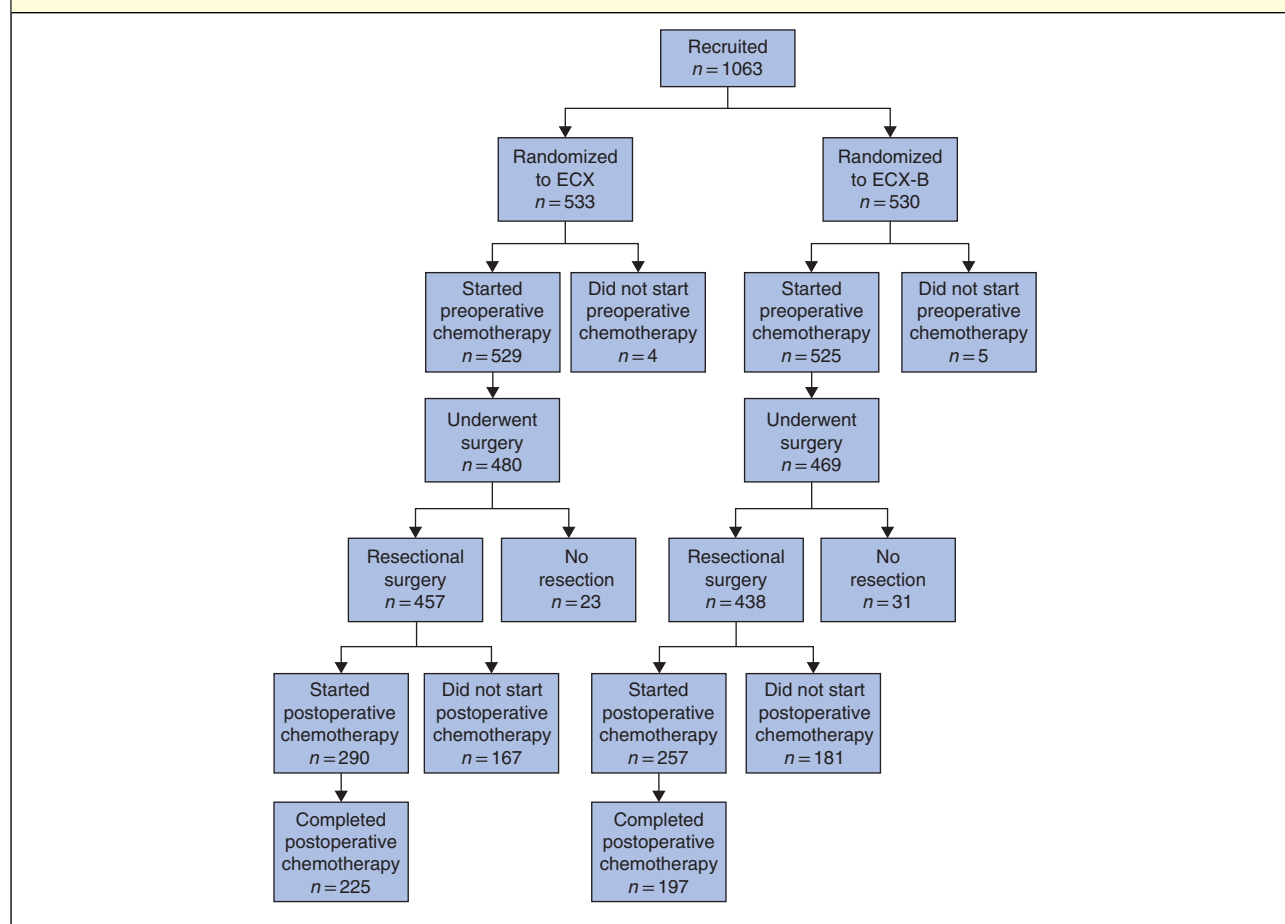 Recruited
n = 1063
Randomized
to ECX
n = 533
Randomized
to ECX-B
n = 530
Started
preoperative
chemotherapy
n = 529
Did not start
preoperative
chemotherapy
n = 4
Started
preoperative
chemotherapy
n = 525
Did not start
preoperative
chemotherapy
n = 5
Underwent
surgery
n = 480
Underwent
surgery
n = 469
Resectional
surgery
n = 457
No
resection
n = 23
Resectional
surgery
n = 438
No
resection
n = 31
Started
postoperative
chemotherapy
n = 290
Did not start
postoperative
chemotherapy
n = 167
Started
postoperative
chemotherapy
n = 257
Did not start
postoperative
chemotherapy
n = 181
Completed
postoperative
chemotherapy
n = 225
Completed
postoperative
chemotherapy
n = 197